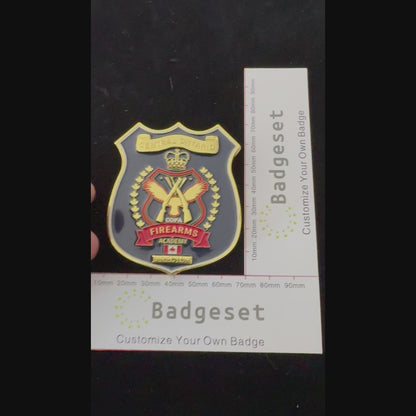 CENTRAL ONTARIO
COFA
FIREARMS
ACADEMY
10mm 20mm 30mm 40mm 50mm 60mm 70mm 80mm 90mm
Badgeset
Customize Your Own Badge
10mm 20mm 30mm 40mm 50mm 60mm 70mm 80mm 90mm
Badgeset
Customize Your Own Badge